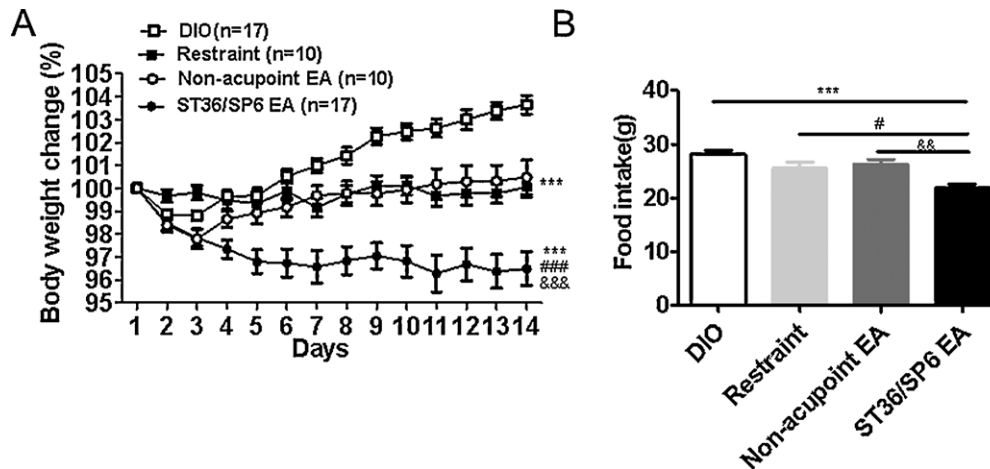 A
DIO(n=17)
Restraint (n=10)
Non-acupoint EA (n=10)
ST36/SP6 EA (n=17)
Body weight change (%)
105
104
103
102
101
100
99
98
97
96
95
***
***
###
&&&
1 2 3 4 5 6 7 8 9 10 11 12 13 14
Days
B
***
#
&&
Food intake(g)
40
30
20
10
0
DIO
Restraint
Non-acupoint EA
ST36/SP6 EA